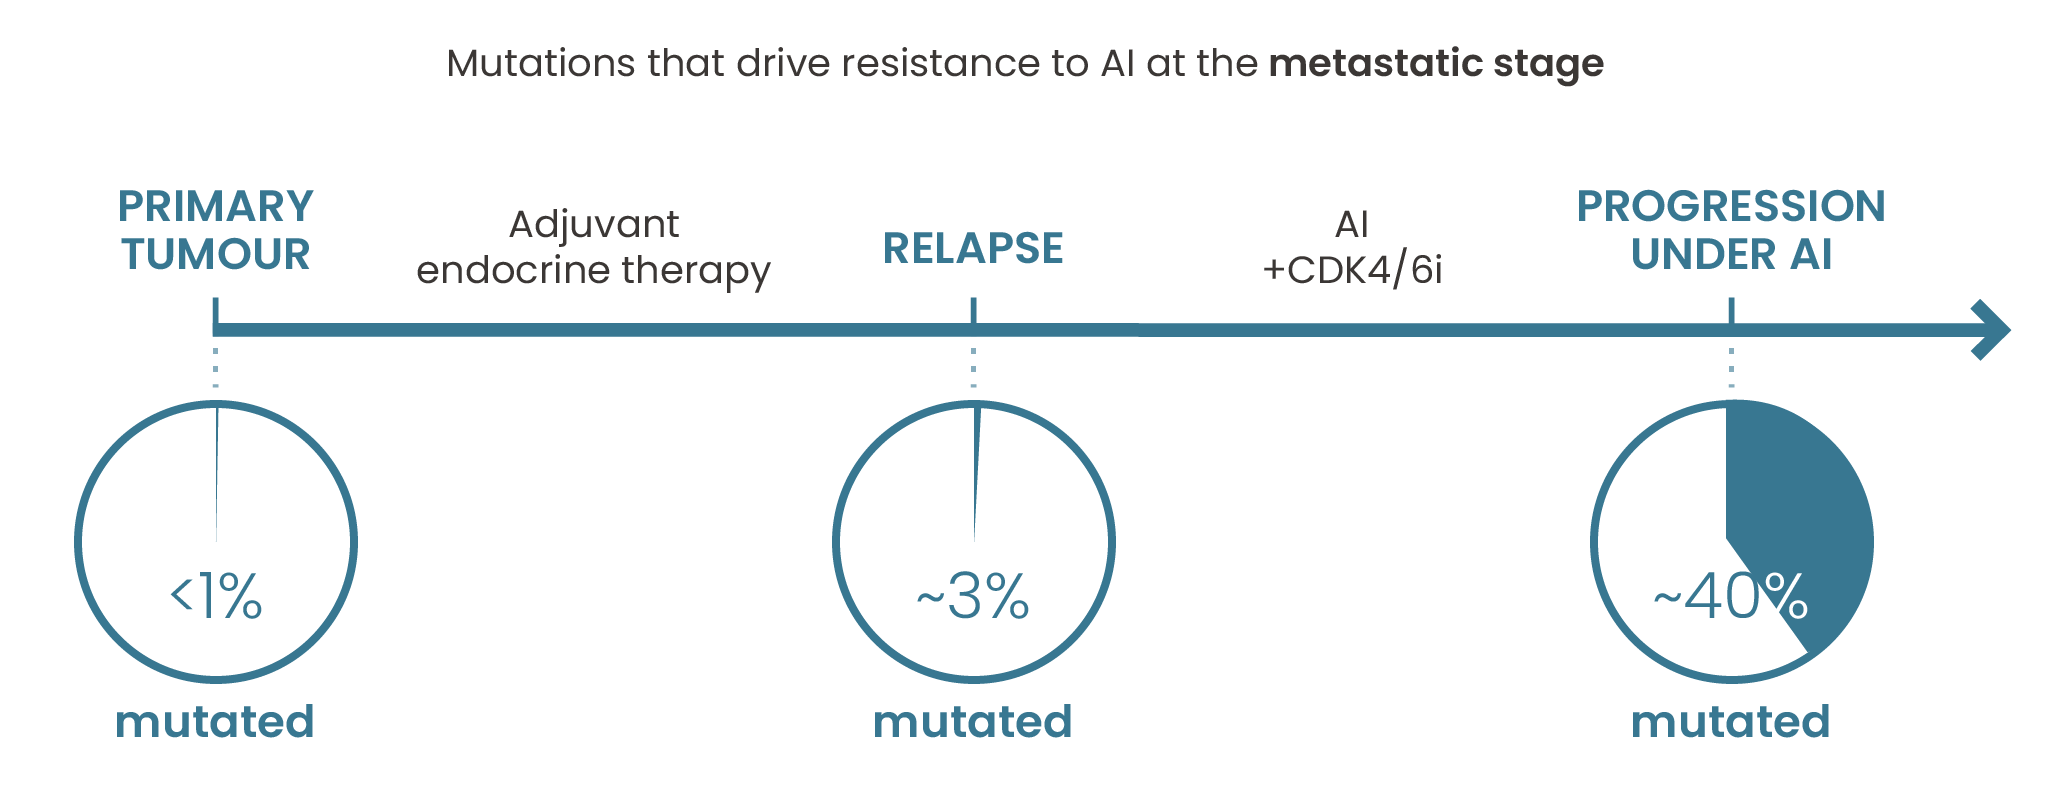 Mutations that drive resistance to AI at the metastatic stage
PRIMARY
TUMOUR
Adjuvant
endocrine therapy
RELAPSE
AI
+CDK4/6i
PROGRESSION
UNDER AI
<1%
~3%
~40%
mutated
mutated
mutated